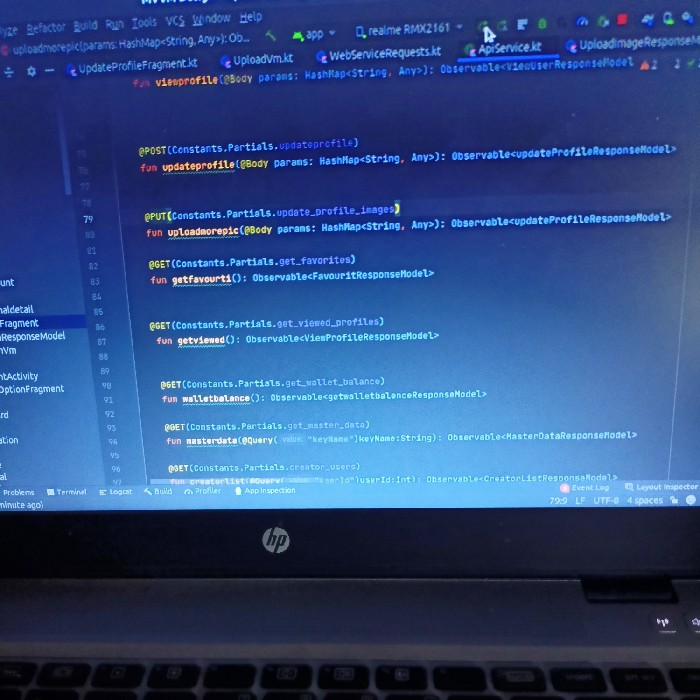 Refactor Build Run Tools VCS Window Help
uploadmorepic(params: HashMap<String, Any>): Ob...
app
realme RMX2161
UpdateProfileFragment.kt
UploadVm.kt
WebServiceRequests.kt
ApiService.kt
UploadImageResponseM
fun viewprofile(@Body params: HashMap<String, Any>): Observable<ViewUserResponseModel
2
@POST(Constants.Partials.updateprofile)
fun updateprofile(@Body params: HashMap<String, Any>): Observable<updateProfileResponseModel>
77
78
79 @PUT(Constants.Partials.update_profile_images)
80 fun uploadmorepic(@Body params: HashMap<String, Any>): Observable<updateProfileResponseModel>
81
82 @GET(Constants.Partials.get_favorites)
83 fun getfavourti(): Observable<FavouritResponseModel>
84
85
86 @GET(Constants.Partials.get_viewed_profiles)
87 fun getviewed(): Observable<ViewProfileResponseModel>
88
89
90 @GET(Constants.Partials.get_wallet_balance)
91 fun walletbalance(): Observable<getwalletbalanceResponseModel>
92
93 @GET(Constants.Partials.get_master_data)
94 fun masterdata(@Query( value: "keyName")keyName:String): Observable<MasterDataResponseModel>
95
96 @GET(Constants.Partials.creator_users)
97 fun creatorlist(@Query( "userId")userId:Int): Observable<CreatorListResponseModel>
unt
naldetail
Fragment
ResponseModel
nVm
ntActivity
OptionFragment
rd
ation
al
Problems Terminal Logcat Build Profiler App Inspection
Event Log Layout Inspector
minute ago)
79:9 LF UTF-8 4 spaces
hp